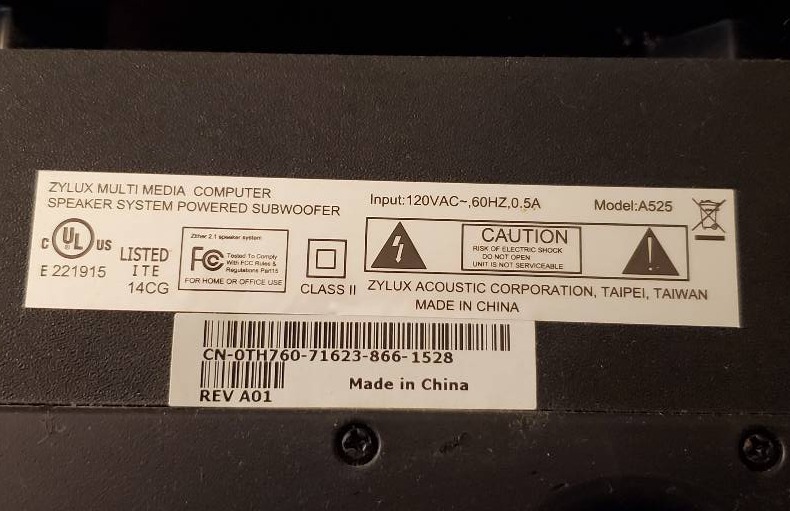 ZYLUX MULTI MEDIA COMPUTER
SPEAKER SYSTEM POWERED SUBWOOFER
Input:120VAC~,60HZ,0.5A
Model:A525
C UL US
LISTED
ITE
14CG
E 221915
Zither 2.1 speaker system
FC
Tested To Comply
With FCC Rules &
Regulations Part15
FOR HOME OR OFFICE USE
CLASS II
CAUTION
RISK OF ELECTRIC SHOCK
DO NOT OPEN
UNIT IS NOT SERVICEABLE
ZYLUX ACOUSTIC CORPORATION, TAIPEI, TAIWAN
MADE IN CHINA
CN-0TH760-71623-866-1528
Made in China
REV A01